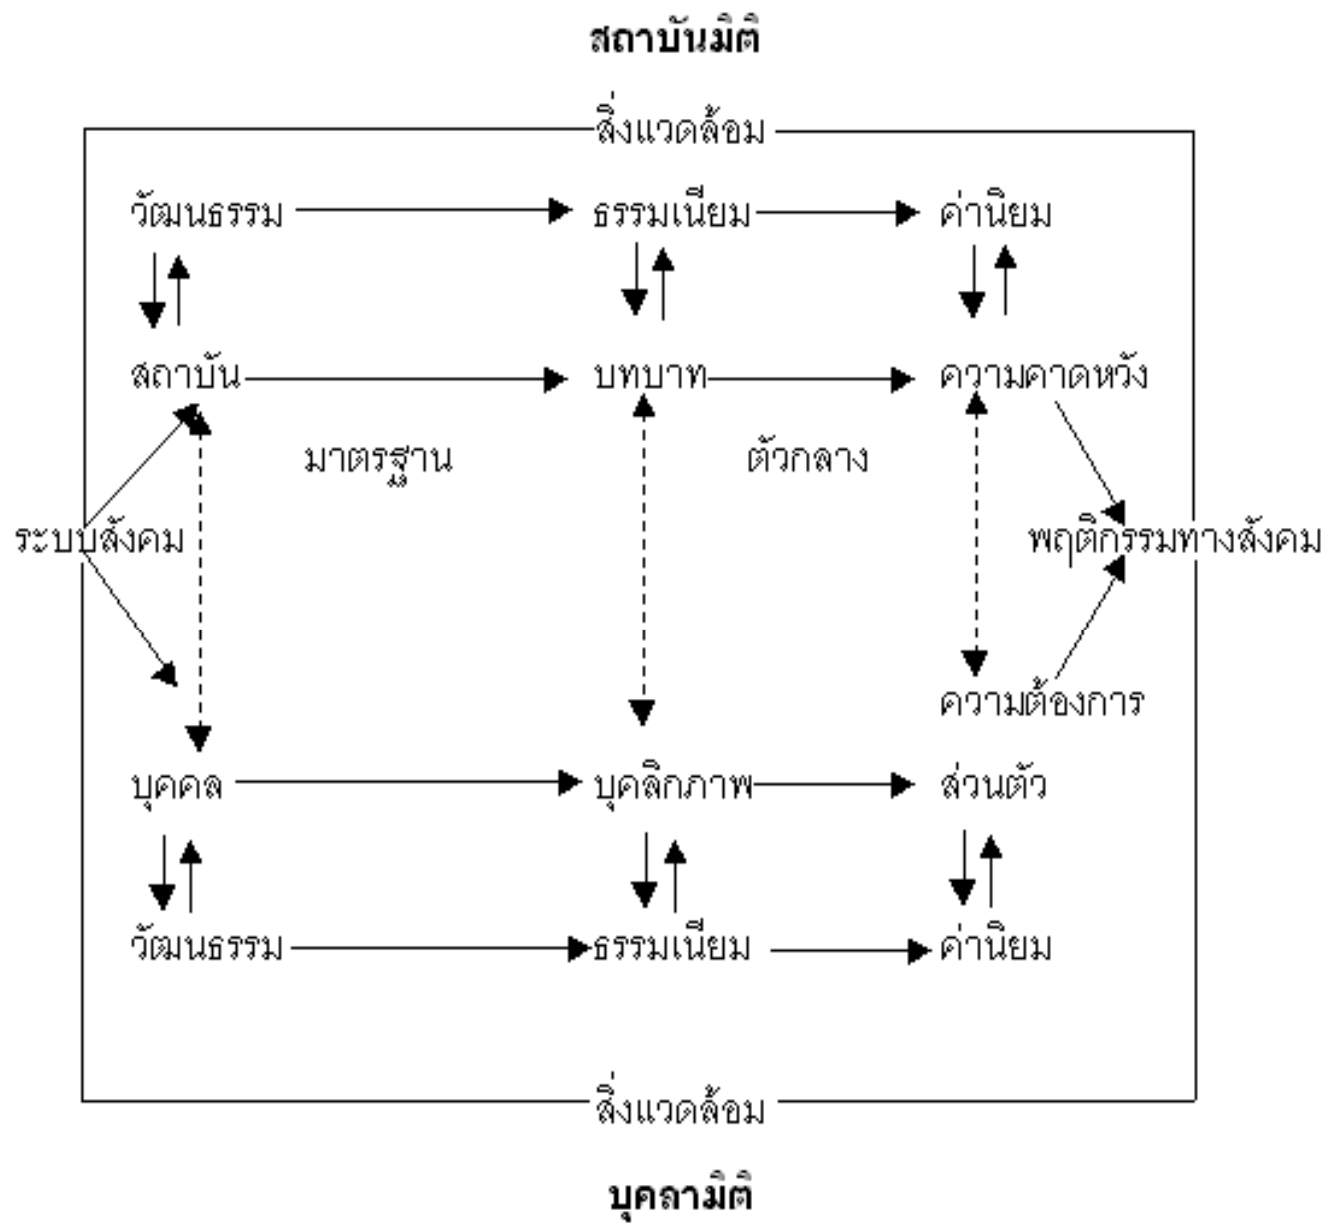 สถาบันมิติ
สิ่งแวดล้อม
วัฒนธรรม ธรรมเนียม ค่านิยม
สถาบัน บทบาท ความคาดหวัง
มาตรฐาน ตัวกลาง
ระบบสังคม พฤติกรรมทางสังคม
ความต้องการ
บุคคล บุคลิกภาพ ส่วนตัว
วัฒนธรรม ธรรมเนียม ค่านิยม
สิ่งแวดล้อม
บุคลามิติ